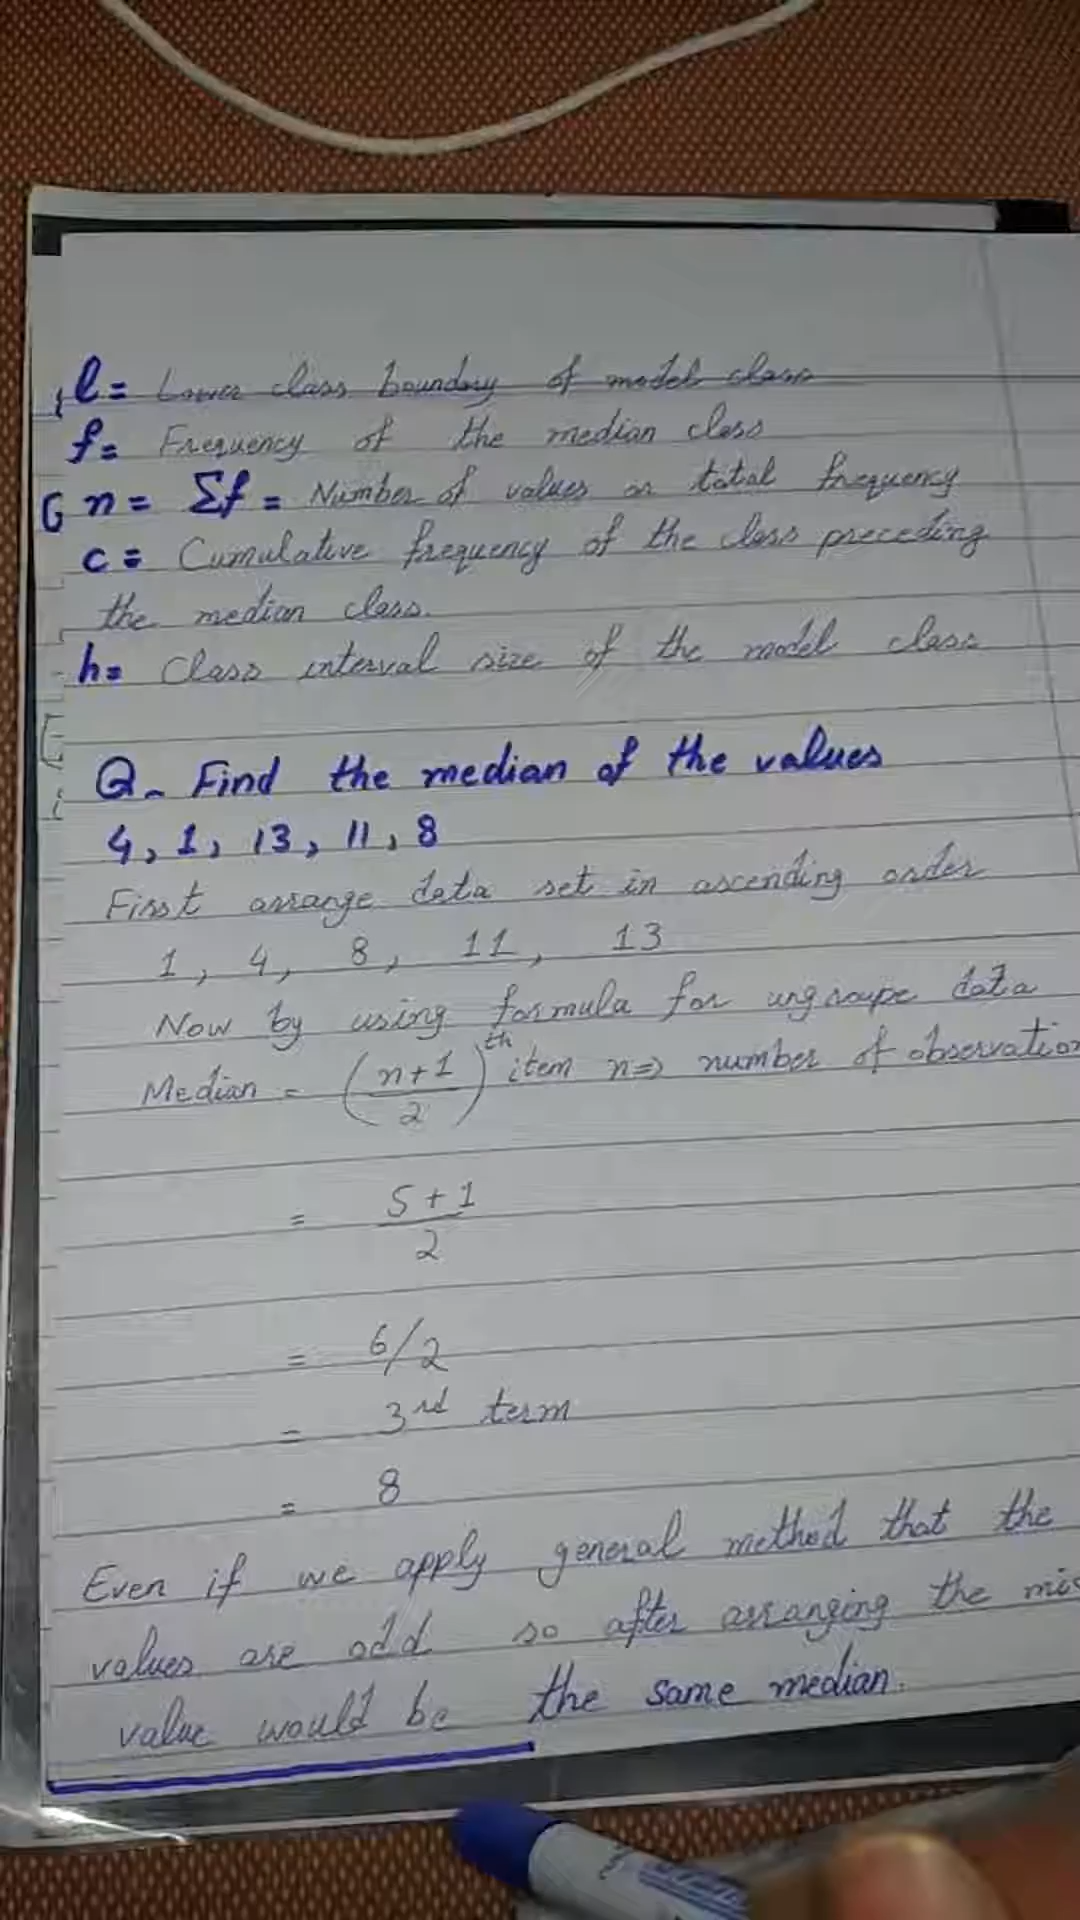 l = Lower class boundary of model class
f = Frequency of the median class
G n = Σf = Number of values or total frequency
c = Cumulative frequency of the class preceding
the median class.
h = Class interval size of the model class
Q. Find the median of the values
4, 1, 13, 11, 8
First arrange data set in ascending order
1, 4, 8, 11, 13
Now by using formula for ungroupe data
Median = (n+1/2)th item n => number of observation
= 5+1/2
= 6/2
= 3rd term
= 8
Even if we apply general method that the
values are odd so after arranging the
value would be the same median.